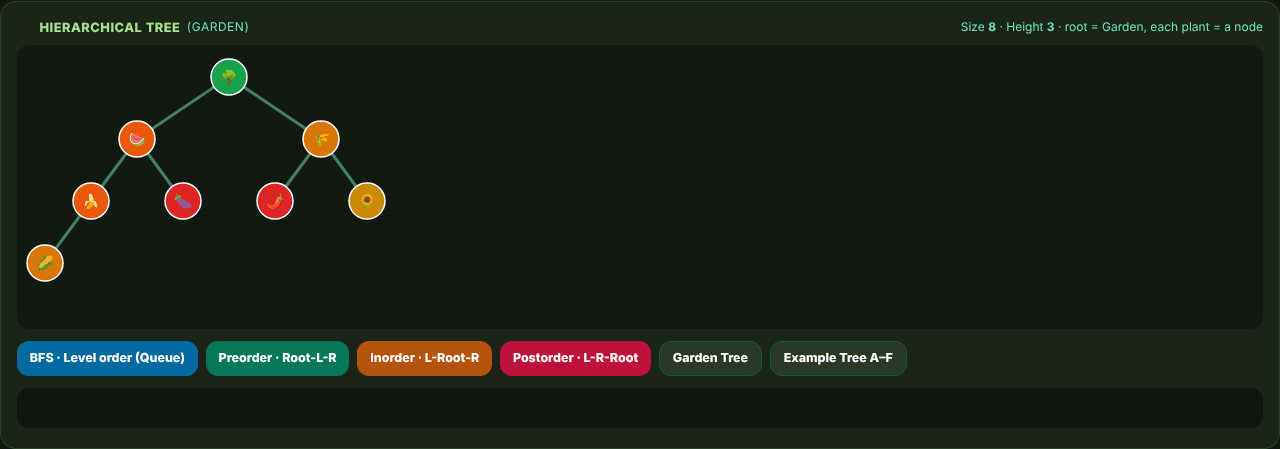 HIERARCHICAL TREE (GARDEN)
Size 8 · Height 3 · root = Garden, each plant = a node
BFS · Level order (Queue)
Preorder · Root-L-R
Inorder · L-Root-R
Postorder · L-R-Root
Garden Tree
Example Tree A–F